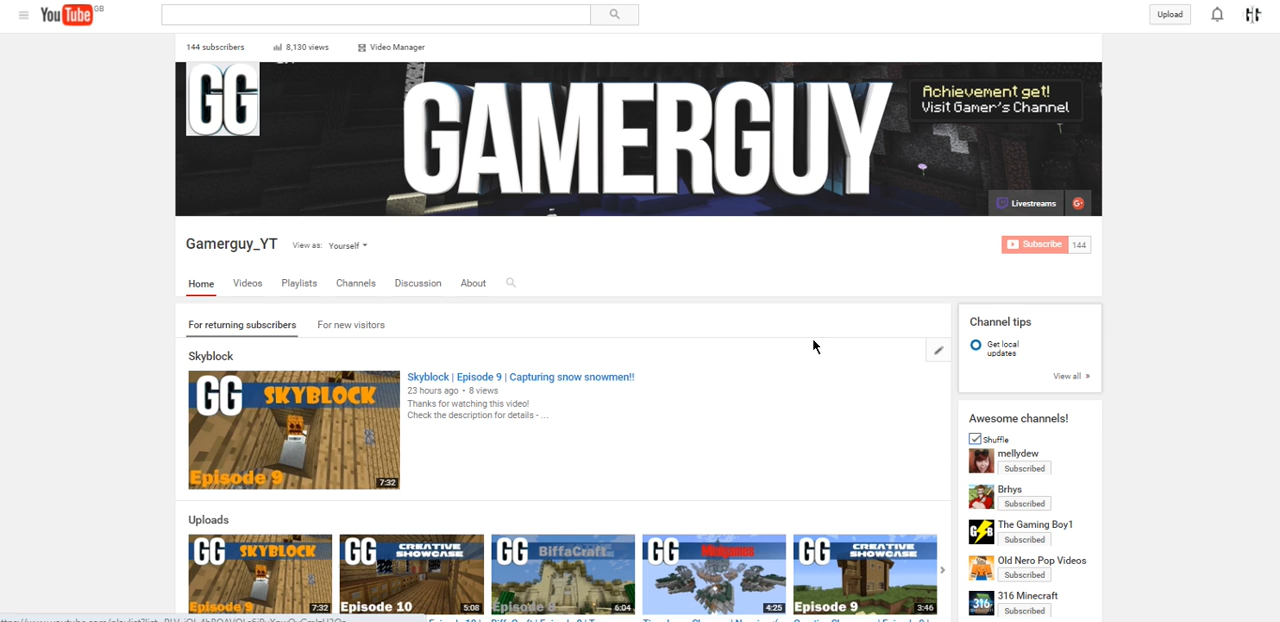 YouTube GB
Upload
144 subscribers
8,130 views
Video Manager
GG
GAMERGUY
Achievement get!
Visit Gamer's Channel
Livestreams
G+
Gamerguy_YT
View as: Yourself
Subscribe 144
Home
Videos
Playlists
Channels
Discussion
About
For returning subscribers
For new visitors
Channel tips
Get local
updates
View all »
Skyblock
GG SKYBLOCK
Episode 9
7:32
Skyblock | Episode 9 | Capturing snow snowmen!!
23 hours ago • 8 views
Thanks for watching this video!
Check the description for details - ...
Awesome channels!
Shuffle
mellydew
Subscribed
Brhys
Subscribed
The Gaming Boy1
Subscribed
Old Nero Pop Videos
Subscribed
316 Minecraft
Subscribed
Uploads
GG SKYBLOCK
Episode 9
7:32
GG CREATIVE
SHOWCASE
Episode 10
5:08
GG BiffaCraft
Episode 8
6:04
GG Minigames
4:25
GG CREATIVE
SHOWCASE
Episode 9
3:46